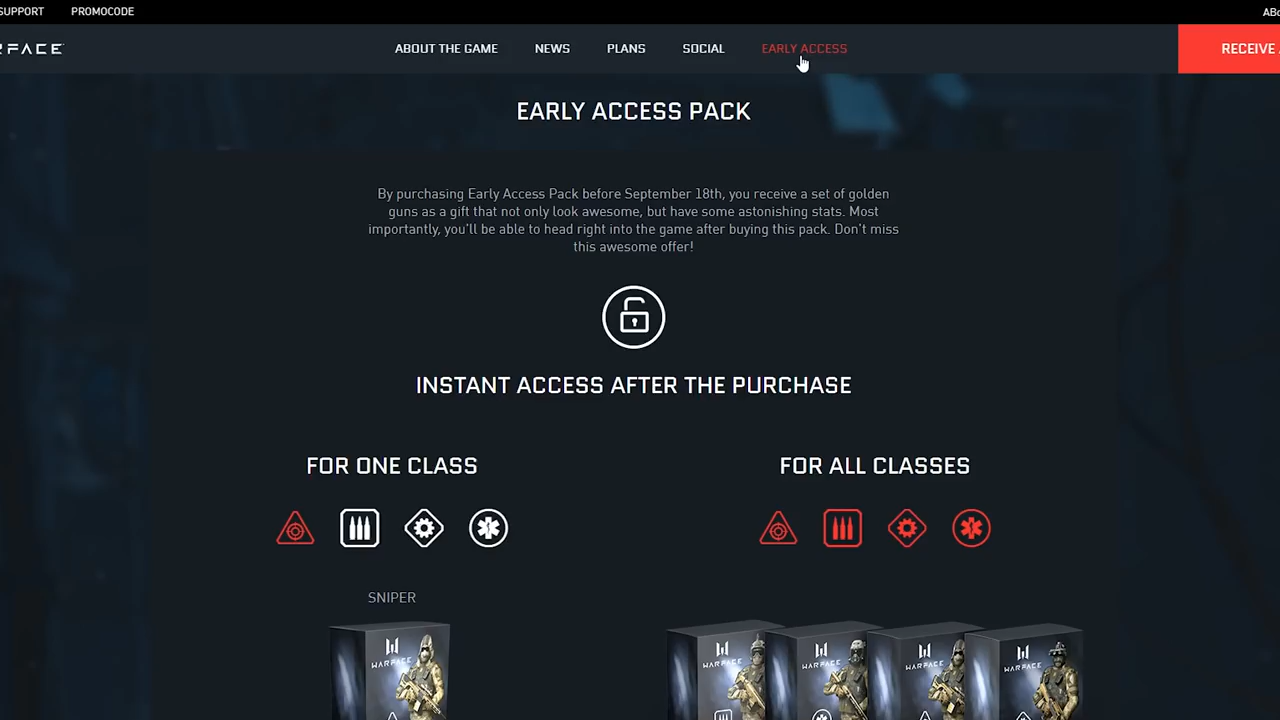 SUPPORT PROMOCODE
RFACE ABOUT THE GAME NEWS PLANS SOCIAL EARLY ACCESS RECEIVE
EARLY ACCESS PACK
By purchasing Early Access Pack before September 18th, you receive a set of golden
guns as a gift that not only look awesome, but have some astonishing stats. Most
importantly, you'll be able to head right into the game after buying this pack. Don't miss
this awesome offer!
INSTANT ACCESS AFTER THE PURCHASE
FOR ONE CLASS FOR ALL CLASSES
SNIPER
WARFACE WARFACE WARFACE WARFACE WARFACE